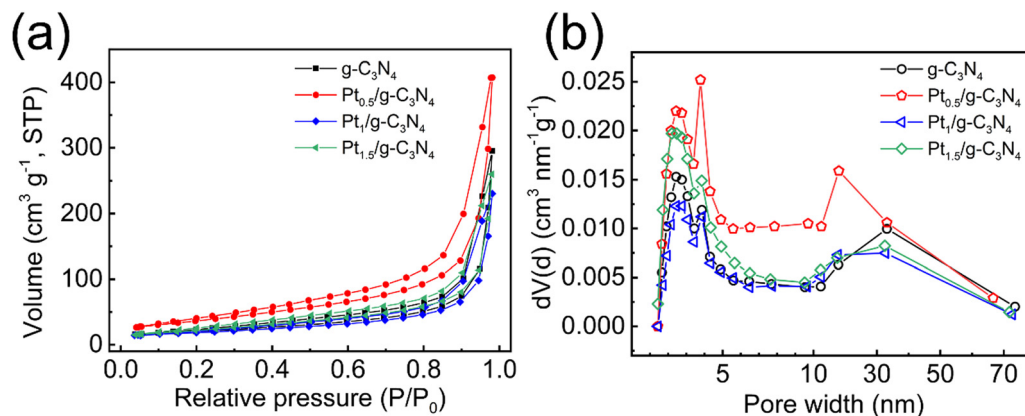 (a)
Volume (cm³ g⁻¹, STP)
400
300
200
100
0
g-C₃N₄
Pt₀.₅/g-C₃N₄
Pt₁/g-C₃N₄
Pt₁.₅/g-C₃N₄
0.0 0.2 0.4 0.6 0.8 1.0
Relative pressure (P/P₀)
(b)
dV(d) (cm³ nm⁻¹g⁻¹)
0.025
0.020
0.015
0.010
0.005
0.000
g-C₃N₄
Pt₀.₅/g-C₃N₄
Pt₁/g-C₃N₄
Pt₁.₅/g-C₃N₄
5 10 30 50 70
Pore width (nm)